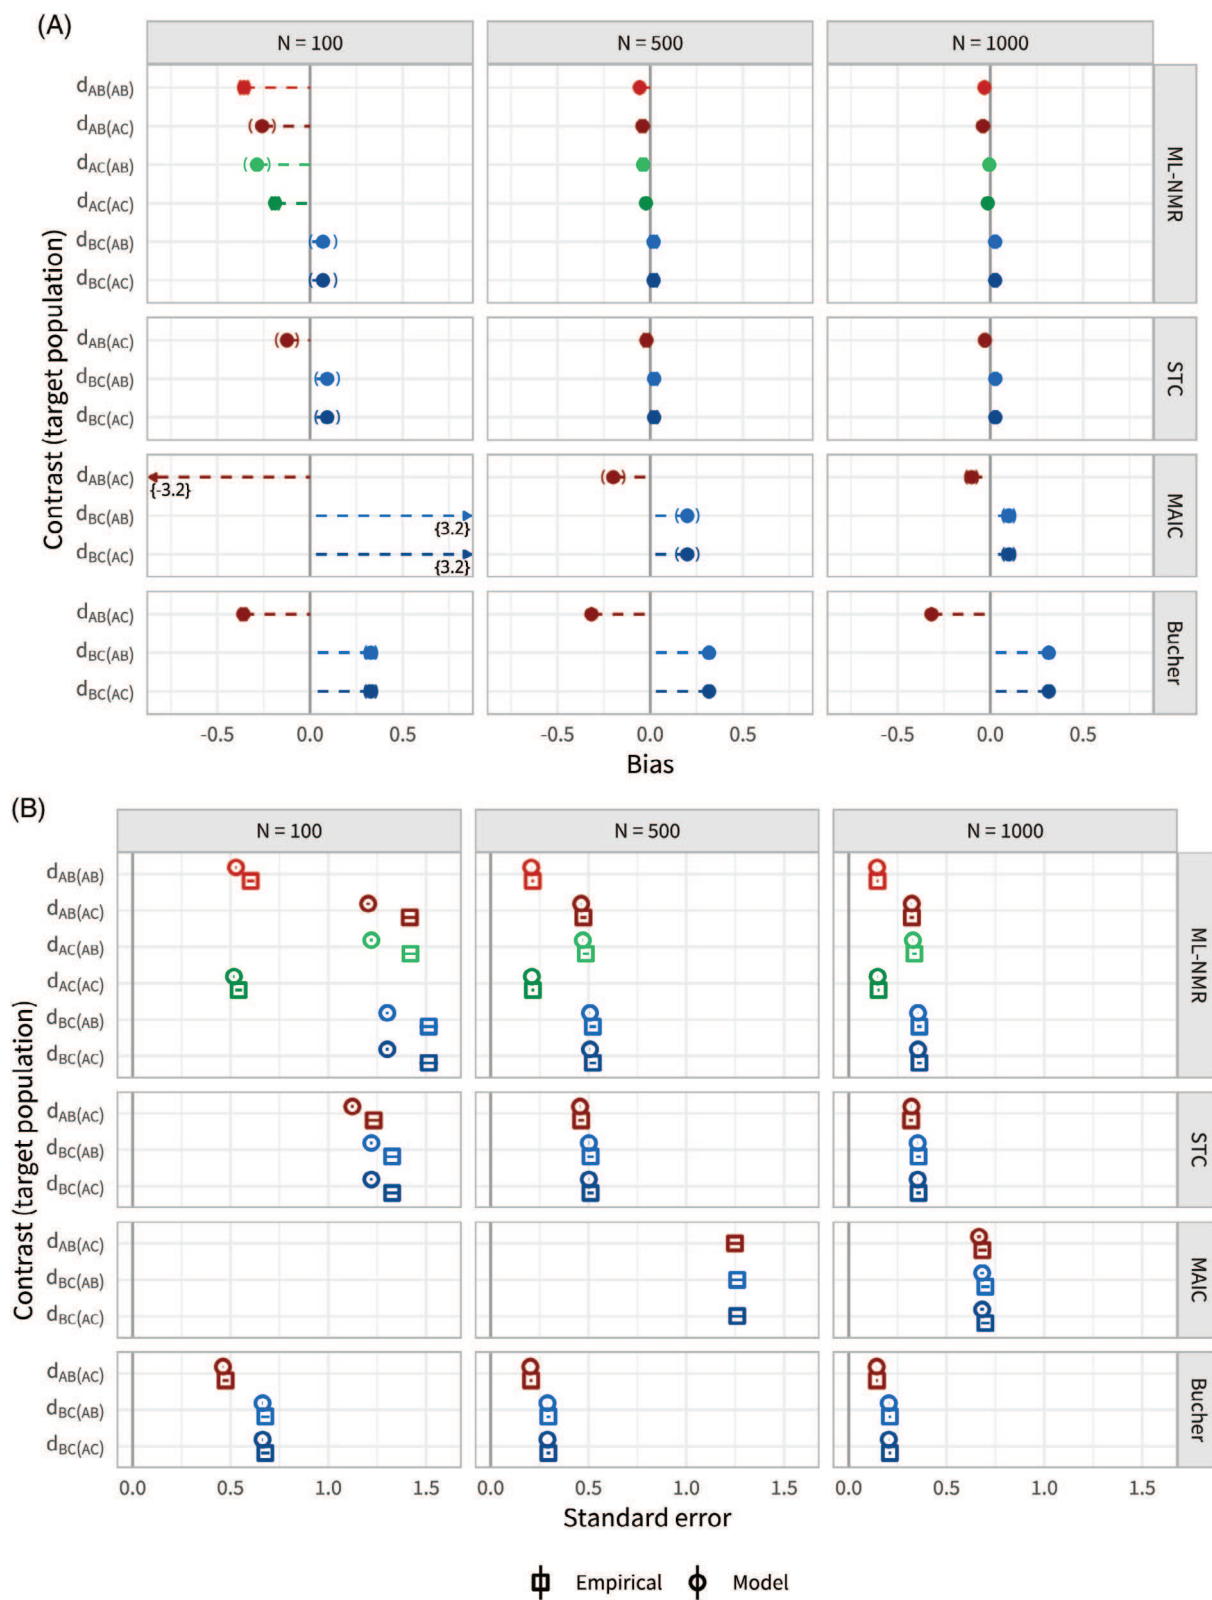 (A)
N = 100 N = 500 N = 1000
Contrast (target population)
dAB(AB)
dAB(AC)
dAC(AB)
dAC(AC)
dBC(AB)
dBC(AC)
ML-NMR
dAB(AC)
dBC(AB)
dBC(AC)
STC
dAB(AC)
{-3.2}
dBC(AB)
{3.2}
dBC(AC)
{3.2}
MAIC
dAB(AC)
dBC(AB)
dBC(AC)
Bucher
-0.5 0.0 0.5 -0.5 0.0 0.5 -0.5 0.0 0.5
Bias
(B)
N = 100 N = 500 N = 1000
Contrast (target population)
dAB(AB)
dAB(AC)
dAC(AB)
dAC(AC)
dBC(AB)
dBC(AC)
ML-NMR
dAB(AC)
dBC(AB)
dBC(AC)
STC
dAB(AC)
dBC(AB)
dBC(AC)
MAIC
dAB(AC)
dBC(AB)
dBC(AC)
Bucher
0.0 0.5 1.0 1.5 0.0 0.5 1.0 1.5 0.0 0.5 1.0 1.5
Standard error
Empirical Model